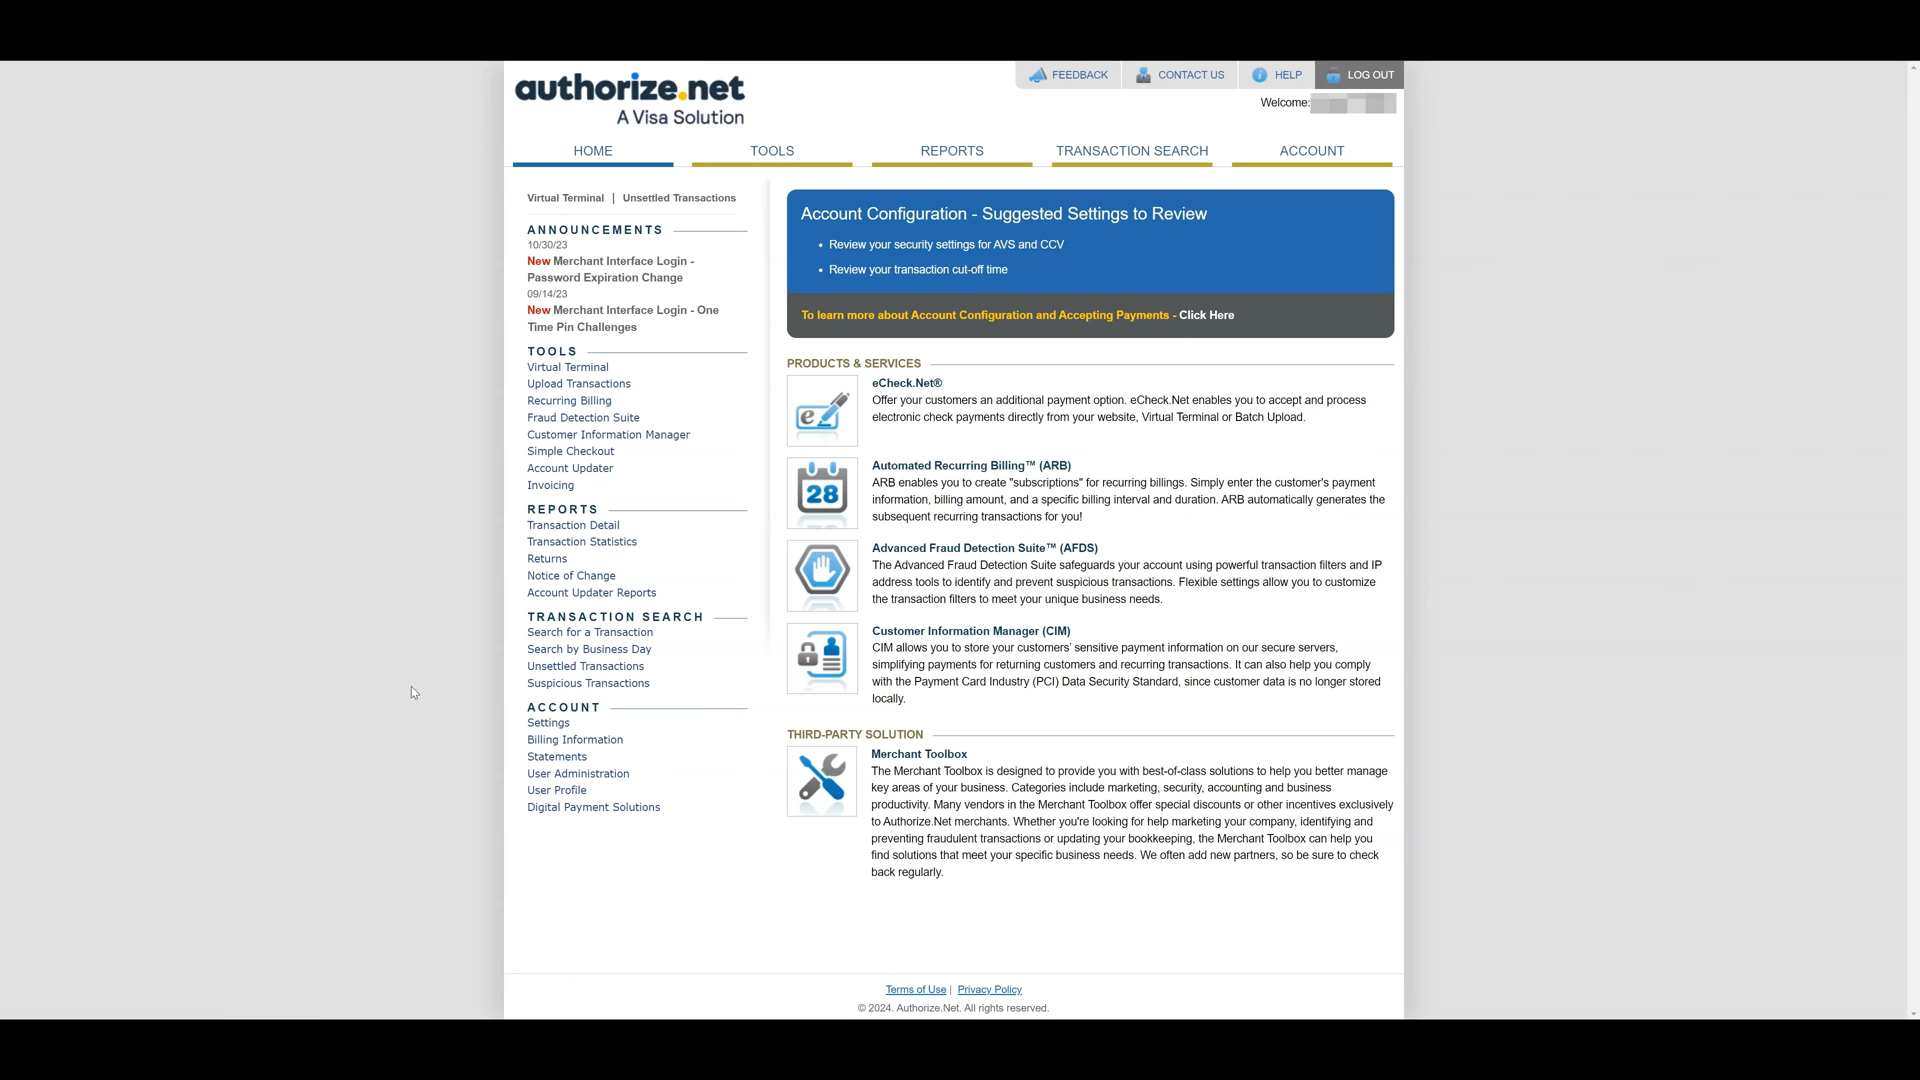 authorize.net
A Visa Solution
FEEDBACK
CONTACT US
HELP
LOG OUT
Welcome:
HOME
TOOLS
REPORTS
TRANSACTION SEARCH
ACCOUNT
Virtual Terminal | Unsettled Transactions
ANNOUNCEMENTS
10/30/23
New Merchant Interface Login -
Password Expiration Change
09/14/23
New Merchant Interface Login - One
Time Pin Challenges
TOOLS
Virtual Terminal
Upload Transactions
Recurring Billing
Fraud Detection Suite
Customer Information Manager
Simple Checkout
Account Updater
Invoicing
REPORTS
Transaction Detail
Transaction Statistics
Returns
Notice of Change
Account Updater Reports
TRANSACTION SEARCH
Search for a Transaction
Search by Business Day
Unsettled Transactions
Suspicious Transactions
ACCOUNT
Settings
Billing Information
Statements
User Administration
User Profile
Digital Payment Solutions
Account Configuration - Suggested Settings to Review
• Review your security settings for AVS and CCV
• Review your transaction cut-off time
To learn more about Account Configuration and Accepting Payments - Click Here
PRODUCTS & SERVICES
e
eCheck.Net®
Offer your customers an additional payment option. eCheck.Net enables you to accept and process
electronic check payments directly from your website, Virtual Terminal or Batch Upload.
28
Automated Recurring Billing™ (ARB)
ARB enables you to create "subscriptions" for recurring billings. Simply enter the customer's payment
information, billing amount, and a specific billing interval and duration. ARB automatically generates the
subsequent recurring transactions for you!
Advanced Fraud Detection Suite™ (AFDS)
The Advanced Fraud Detection Suite safeguards your account using powerful transaction filters and IP
address tools to identify and prevent suspicious transactions. Flexible settings allow you to customize
the transaction filters to meet your unique business needs.
Customer Information Manager (CIM)
CIM allows you to store your customers' sensitive payment information on our secure servers,
simplifying payments for returning customers and recurring transactions. It can also help you comply
with the Payment Card Industry (PCI) Data Security Standard, since customer data is no longer stored
locally.
THIRD-PARTY SOLUTION
Merchant Toolbox
The Merchant Toolbox is designed to provide you with best-of-class solutions to help you better manage
key areas of your business. Categories include marketing, security, accounting and business
productivity. Many vendors in the Merchant Toolbox offer special discounts or other incentives exclusively
to Authorize.Net merchants. Whether you're looking for help marketing your company, identifying and
preventing fraudulent transactions or updating your bookkeeping, the Merchant Toolbox can help you
find solutions that meet your specific business needs. We often add new partners, so be sure to check
back regularly.
Terms of Use | Privacy Policy
© 2024. Authorize.Net. All rights reserved.